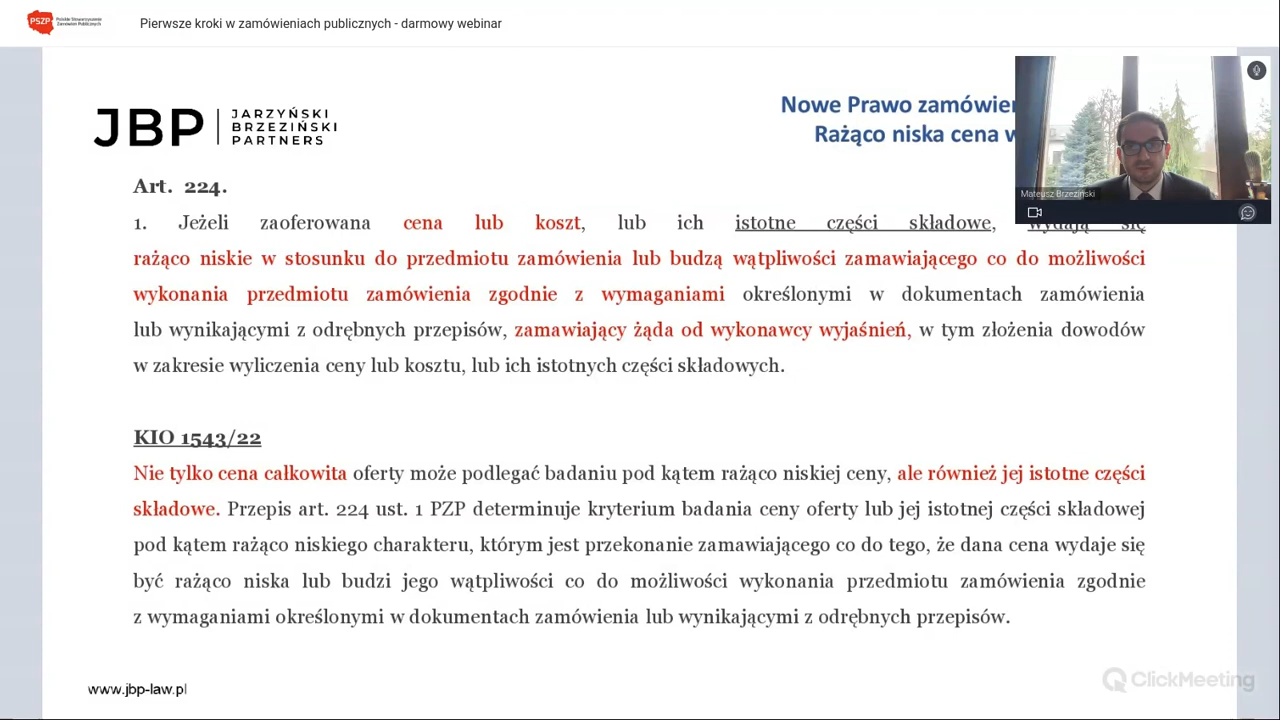 PSZP Polskie Stowarzyszenie
Zamówień Publicznych
Pierwsze kroki w zamówieniach publicznych - darmowy webinar
JBP
JARZYŃSKI
BRZEZIŃSKI
PARTNERS
Nowe Prawo zamówie
Rażąco niska cena w
Mateusz Brzeziński
Art. 224.
1. Jeżeli zaoferowana cena lub koszt, lub ich istotne części składowe, wydają się
rażąco niskie w stosunku do przedmiotu zamówienia lub budzą wątpliwości zamawiającego co do możliwości
wykonania przedmiotu zamówienia zgodnie z wymaganiami określonymi w dokumentach zamówienia
lub wynikającymi z odrębnych przepisów, zamawiający żąda od wykonawcy wyjaśnień, w tym złożenia dowodów
w zakresie wyliczenia ceny lub kosztu, lub ich istotnych części składowych.
KIO 1543/22
Nie tylko cena całkowita oferty może podlegać badaniu pod kątem rażąco niskiej ceny, ale również jej istotne części
składowe. Przepis art. 224 ust. 1 PZP determinuje kryterium badania ceny oferty lub jej istotnej części składowej
pod kątem rażąco niskiego charakteru, którym jest przekonanie zamawiającego co do tego, że dana cena wydaje się
być rażąco niska lub budzi jego wątpliwości co do możliwości wykonania przedmiotu zamówienia zgodnie
z wymaganiami określonymi w dokumentach zamówienia lub wynikającymi z odrębnych przepisów.
www.jbp-law.pl
ClickMeeting